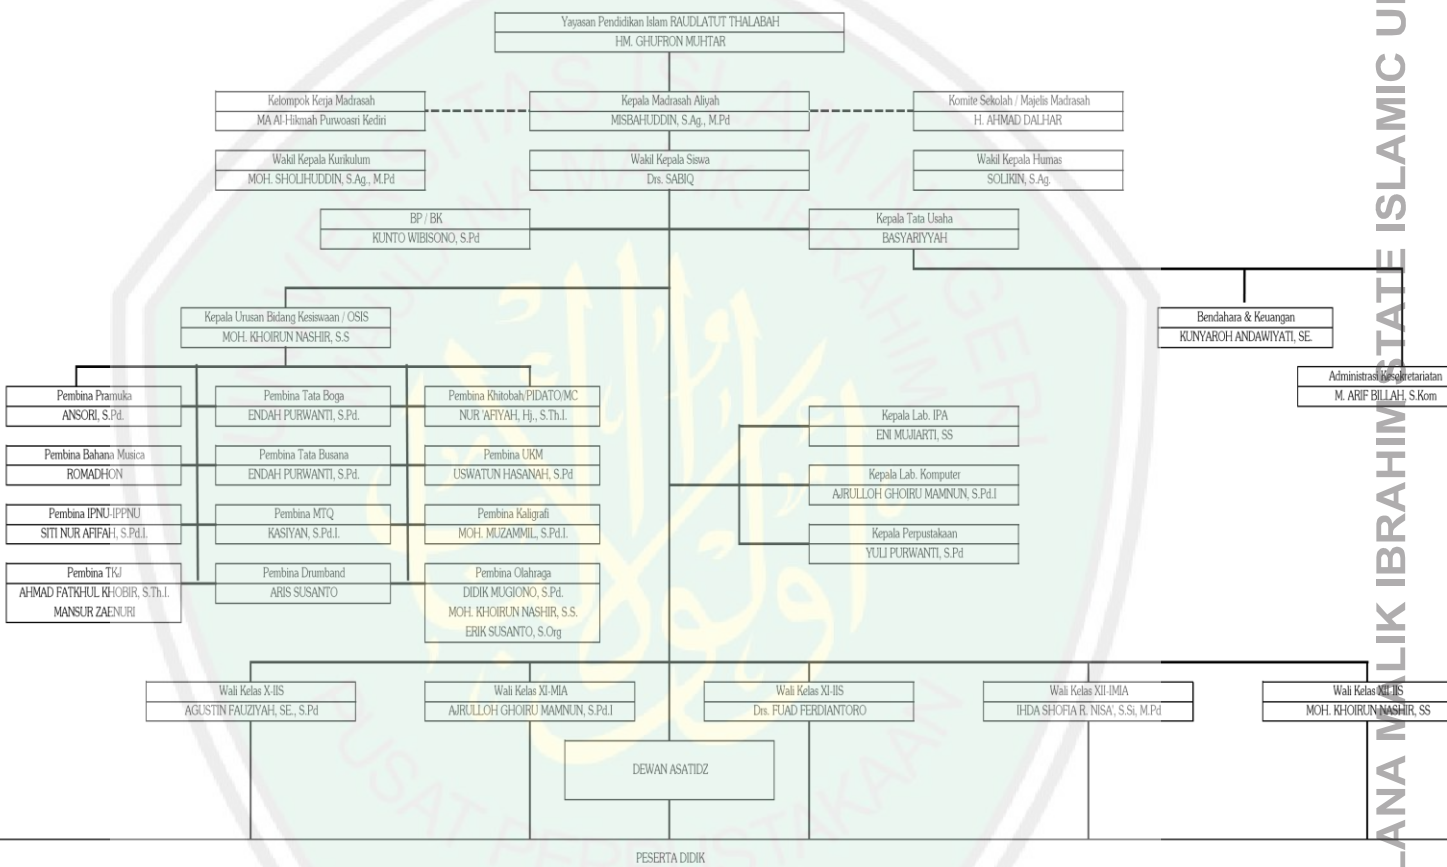 Yayasan Pendidikan Islam RAUDLATUT THALABAH
HM. GHUFRON MUHTAR
Kelompok Kerja Madrasah
MA Al-Hikmah Purwoasri Kediri
Kepala Madrasah Aliyah
MISBAHUDDIN, S.Ag., M.Pd
Komite Sekolah / Majelis Madrasah
H. AHMAD DALHAR
Wakil Kepala Kurikulum
MOH. SHOLIHUDDIN, S.Ag., M.Pd
Wakil Kepala Siswa
Drs. SABIQ
Wakil Kepala Humas
SOLIKIN, S.Ag.
BP / BK
KUNTO WIBISONO, S.Pd
Kepala Tata Usaha
BASYARIYYAH
Kepala Urusan Bidang Kesiswaan / OSIS
MOH. KHOIRUN NASHIR, S.S
Bendahara & Keuangan
KUNYAROH ANDAWIYATI, SE.
Administrasi Kesekretariatan
M. ARIF BILLAH, S.Kom
Pembina Pramuka
ANSORI, S.Pd.
Pembina Tata Boga
ENDAH PURWANTI, S.Pd.
Pembina Khitobah/PIDATO/MC
NUR 'AFIYAH, Hj., S.Th.I.
Pembina Bahana Musica
ROMADHON
Pembina Tata Busana
ENDAH PURWANTI, S.Pd.
Pembina UKM
USWATUN HASANAH, S.Pd
Pembina IPNU-IPPNU
SITI NUR AFIFAH, S.Pd.I.
Pembina MTQ
KASIYAN, S.Pd.I.
Pembina Kaligrafi
MOH. MUZAMMIL, S.Pd.I.
Pembina TKJ
AHMAD FATKHUL KHOBIR, S.Th.I.
MANSUR ZAENURI
Pembina Drumband
ARIS SUSANTO
Pembina Olahraga
DIDIK MUGIONO, S.Pd.
MOH. KHOIRUN NASHIR, S.S.
ERIK SUSANTO, S.Org
Kepala Lab. IPA
ENI MUJIARTI, SS
Kepala Lab. Komputer
AJRULLOH GHOIRU MAMNUN, S.Pd.I
Kepala Perpustakaan
YULI PURWANTI, S.Pd
Wali Kelas X-IIS
AGUSTIN FAUZIYAH, SE., S.Pd
Wali Kelas XI-MIA
AJRULLOH GHOIRU MAMNUN, S.Pd.I
Wali Kelas XI-IIS
Drs. FUAD FERDIANTORO
Wali Kelas XII-IMIA
IHDA SHOFIA R. NISA', S.Si, M.Pd
Wali Kelas XII-IIS
MOH. KHOIRUN NASHIR, SS
DEWAN ASATIDZ
PESERTA DIDIK
LANA MALIK IBRAHIM STATE ISLAMIC
UNIVERSITAS ISLAM NEGERI
MAULANA MALIK IBRAHIM
PUSAT PERPUSTAKAAN